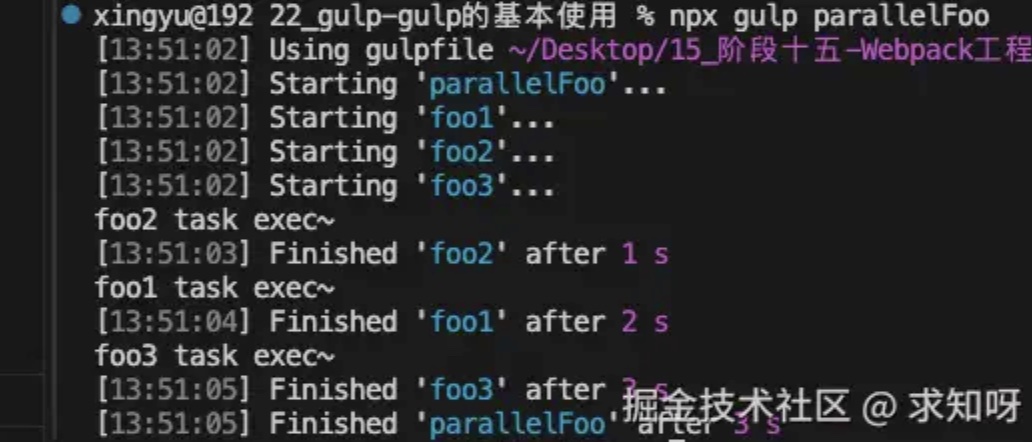 xingyu@192 22_gulp-gulp的基本使用 % npx gulp parallelFoo
[13:51:02] Using gulpfile ~/Desktop/15_阶段十五-Webpack工程
[13:51:02] Starting 'parallelFoo'...
[13:51:02] Starting 'foo1'...
[13:51:02] Starting 'foo2'...
[13:51:02] Starting 'foo3'...
foo2 task exec~
[13:51:03] Finished 'foo2' after 1 s
foo1 task exec~
[13:51:04] Finished 'foo1' after 2 s
foo3 task exec~
[13:51:05] Finished 'foo3' after 3 s
[13:51:05] Finished 'parallelFoo' after 3 s
掘金技术社区 @ 求知呀